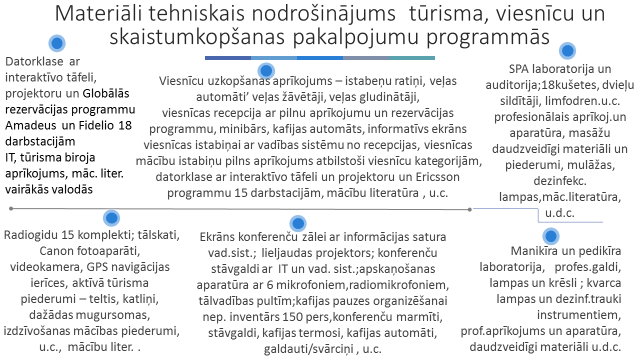 Materiāli tehniskais nodrošinājums tūrisma, viesnīcu un
skaistumkopšanas pakalpojumu programmās
Datorklase ar
interaktīvo tāfeli,
projektoru un Globālās
rezervācijas programmu
Amadeus un Fidelio 18
darbstacijām
IT, tūrisma biroja
aprīkojums, māc. liter.
vairākās valodās
Viesnīcu uzkopšanas aprīkojums – istabeņu ratiņi, veļas
automāti’ veļas žāvētāji, veļas gludinātāji,
viesnīcas recepcija ar pilnu aprīkojumu un rezervācijas
programmu, minibārs, kafijas automāts, informatīvs ekrāns
viesnīcas istabiņai ar vadības sistēmu no recepcijas, viesnīcas
mācību istabiņu pilns aprīkojums atbilstoši viesnīcu kategorijām,
datorklase ar interaktīvo tāfeli un projektoru un Ericsson
programmu 15 darbstacijām, mācību literatūra , u.c.
SPA laboratorija un
auditorija;18kušetes, dvieļu
sildītāji, limfodren.u.c.
profesionālais aprīkoj.un
aparatūra, masāžu
daudzveidīgi materiāli un
piederumi, mulāžas,
dezinfekc.
lampas,māc.literatūra,
u.d.c.
Radiogidu 15 komplekti; tālskati,
Canon fotoaparāti,
videokamera, GPS navigācijas
ierīces, aktīvā tūrisma
piederumi – teltis, katliņi,
dažādas mugursomas,
izdzīvošanas mācības piederumi,
u.c., mācību liter. .
Ekrāns konferenču zālei ar informācijas satura
vad.sist.; lieljaudas projektors; konferenču
stāvgaldi ar IT un vad. sist.;apskaņošanas
aparatūra ar 6 mikrofoniem,radiomikrofoniem,
tālvadības pultīm;kafijas pauzes organizēšanai
nep. inventārs 150 pers,konferenču marmīti,
stāvgaldi, kafijas termosi, kafijas automāti,
galdauti/svārciņi , u.c.
Manikīra un pedikīra
laboratorija, profes.galdi,
lampas un krēsli ; kvarca
lampas un dezinf.trauki
instrumentiem,
prof.aprīkojums un aparatūra,
daudzveidīgi materiāli u.d.c.